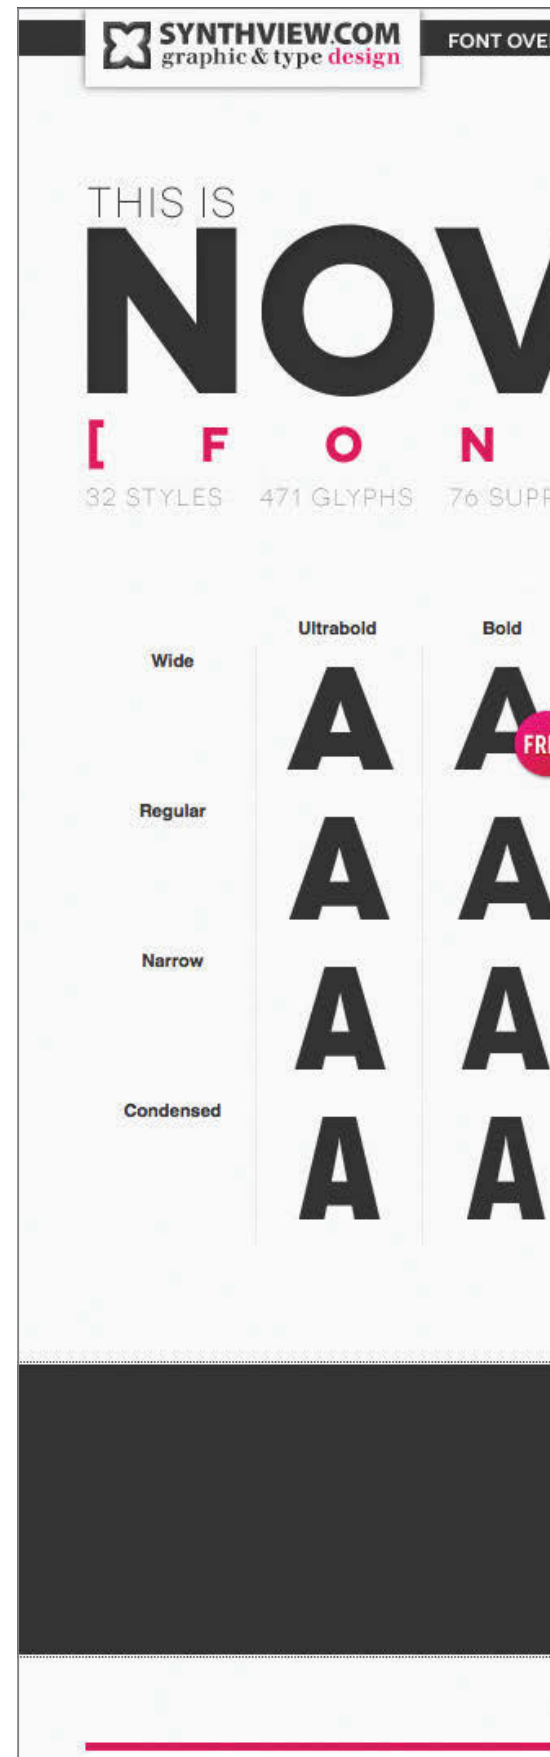 SYNTHVIEW.COM
graphic & type design
FONT OVE
THIS IS
NOV
[ F O N
32 STYLES 471 GLYPHS 76 SUPP
Ultrabold Bold
Wide
A A
FRE
Regular
A A
Narrow
A A
Condensed
A A